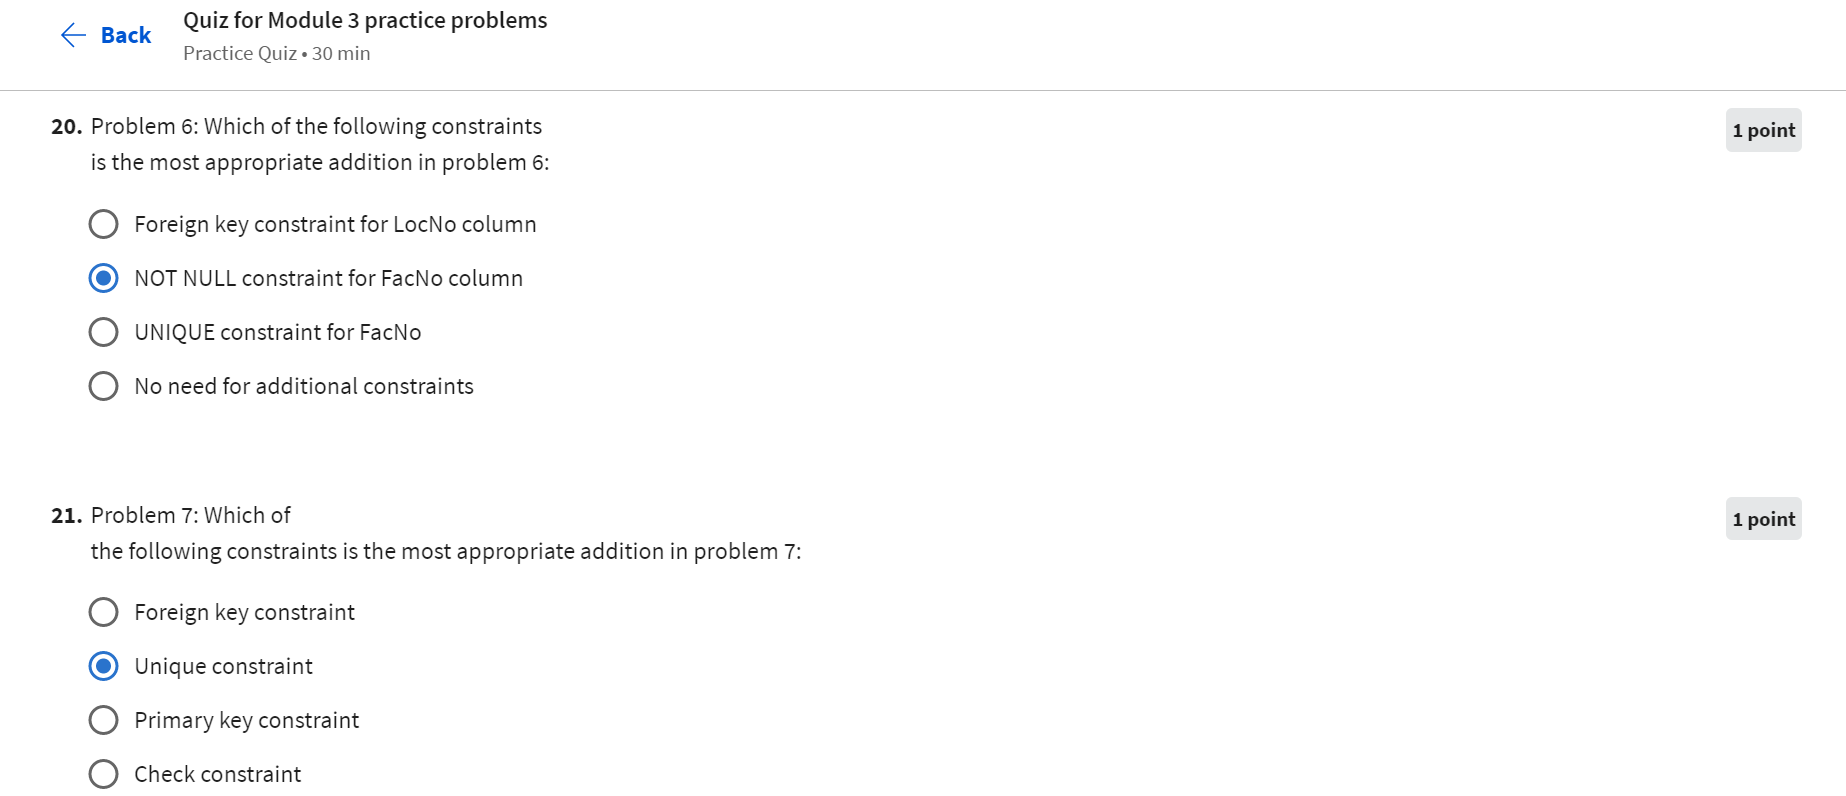 Back
Quiz for Module 3 practice problems
Practice Quiz • 30 min
20. Problem 6: Which of the following constraints
is the most appropriate addition in problem 6:
1 point
Foreign key constraint for LocNo column
NOT NULL constraint for FacNo column
UNIQUE constraint for FacNo
No need for additional constraints
21. Problem 7: Which of
the following constraints is the most appropriate addition in problem 7:
1 point
Foreign key constraint
Unique constraint
Primary key constraint
Check constraint